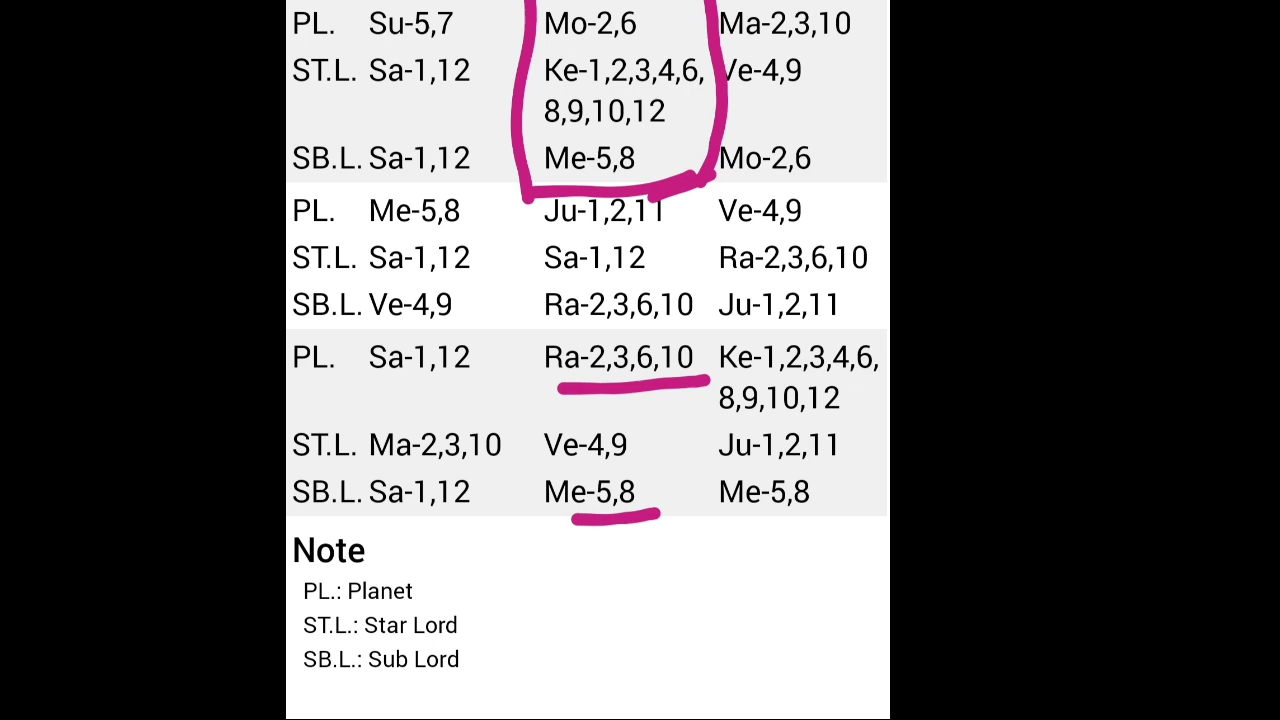 PL. Su-5,7 Mo-2,6 Ma-2,3,10
ST.L. Sa-1,12 Ke-1,2,3,4,6, Ve-4,9
8,9,10,12
SB.L. Sa-1,12 Me-5,8 Mo-2,6
PL. Me-5,8 Ju-1,2,11 Ve-4,9
ST.L. Sa-1,12 Sa-1,12 Ra-2,3,6,10
SB.L. Ve-4,9 Ra-2,3,6,10 Ju-1,2,11
PL. Sa-1,12 Ra-2,3,6,10 Ke-1,2,3,4,6,
8,9,10,12
ST.L. Ma-2,3,10 Ve-4,9 Ju-1,2,11
SB.L. Sa-1,12 Me-5,8 Me-5,8
Note
PL.: Planet
ST.L.: Star Lord
SB.L.: Sub Lord